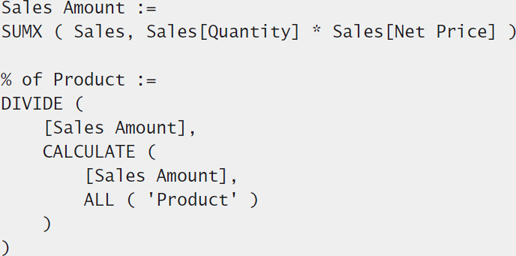 Sales Amount :=
SUMX ( Sales, Sales[Quantity] * Sales[Net Price] )
% of Product :=
DIVIDE (
    [Sales Amount],
    CALCULATE (
        [Sales Amount],
        ALL ( 'Product' )
    )
)